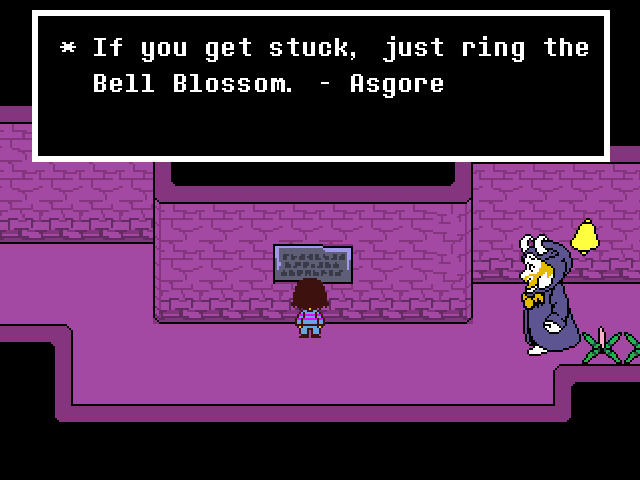 * If you get stuck, just ring the
Bell Blossom. - Asgore